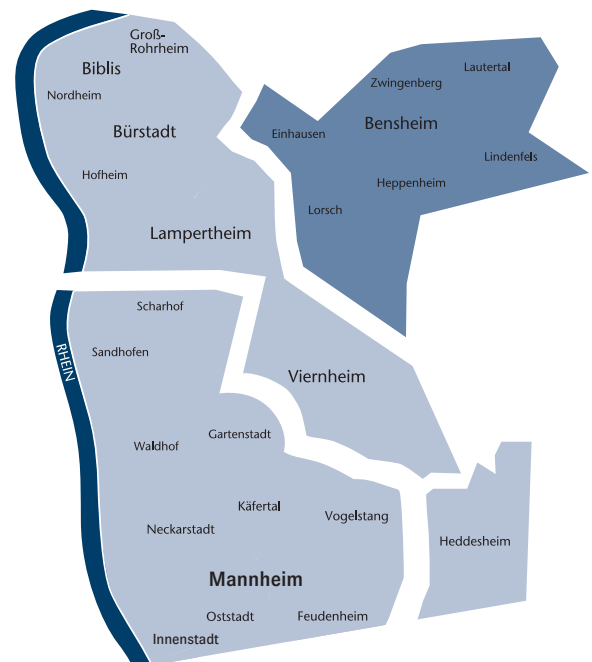 Groß-
Rohrheim
Biblis
Nordheim
Bürstadt
Hofheim
Lampertheim
Lautertal
Zwingenberg
Bensheim
Einhausen
Lindenfels
Heppenheim
Lorsch
Scharhof
RHEIN
Sandhofen
Viernheim
Gartenstadt
Waldhof
Käfertal
Vogelstang
Neckarstadt
Heddesheim
Mannheim
Oststadt
Feudenheim
Innenstadt